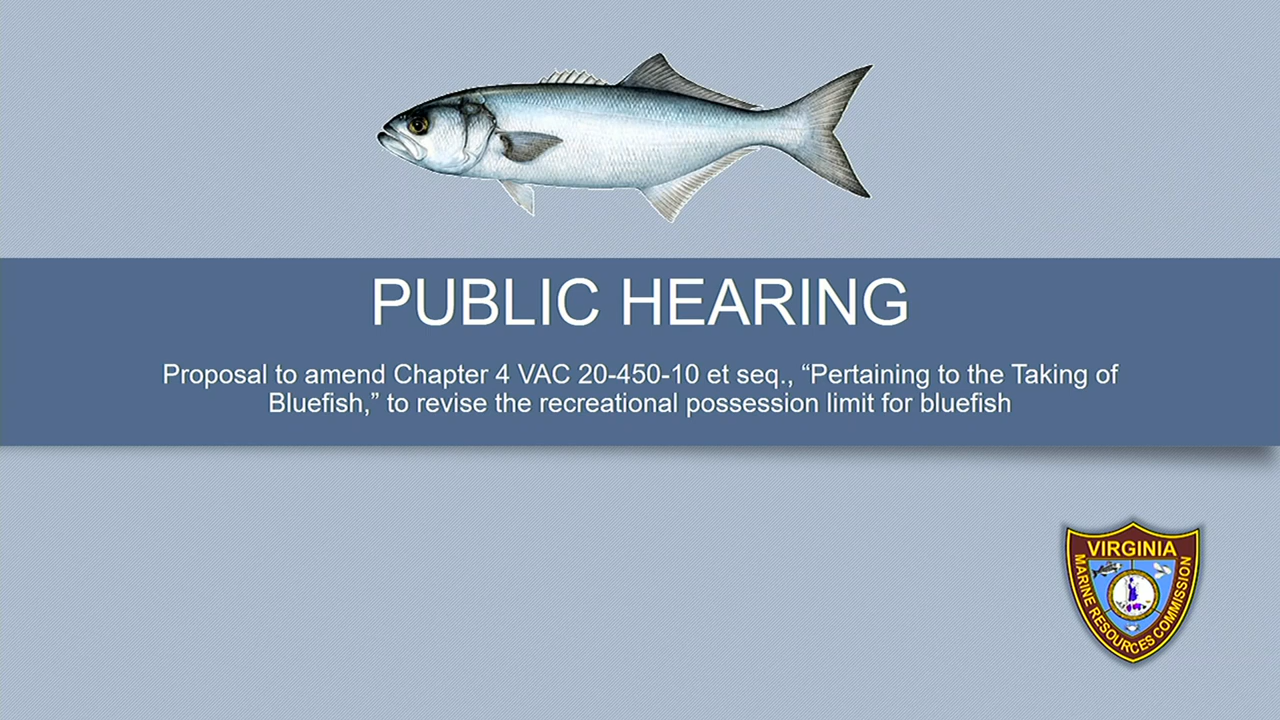 PUBLIC HEARING
Proposal to amend Chapter 4 VAC 20-450-10 et seq., “Pertaining to the Taking of
Bluefish,” to revise the recreational possession limit for bluefish
VIRGINIA
MARINE RESOURCES COMMISSION